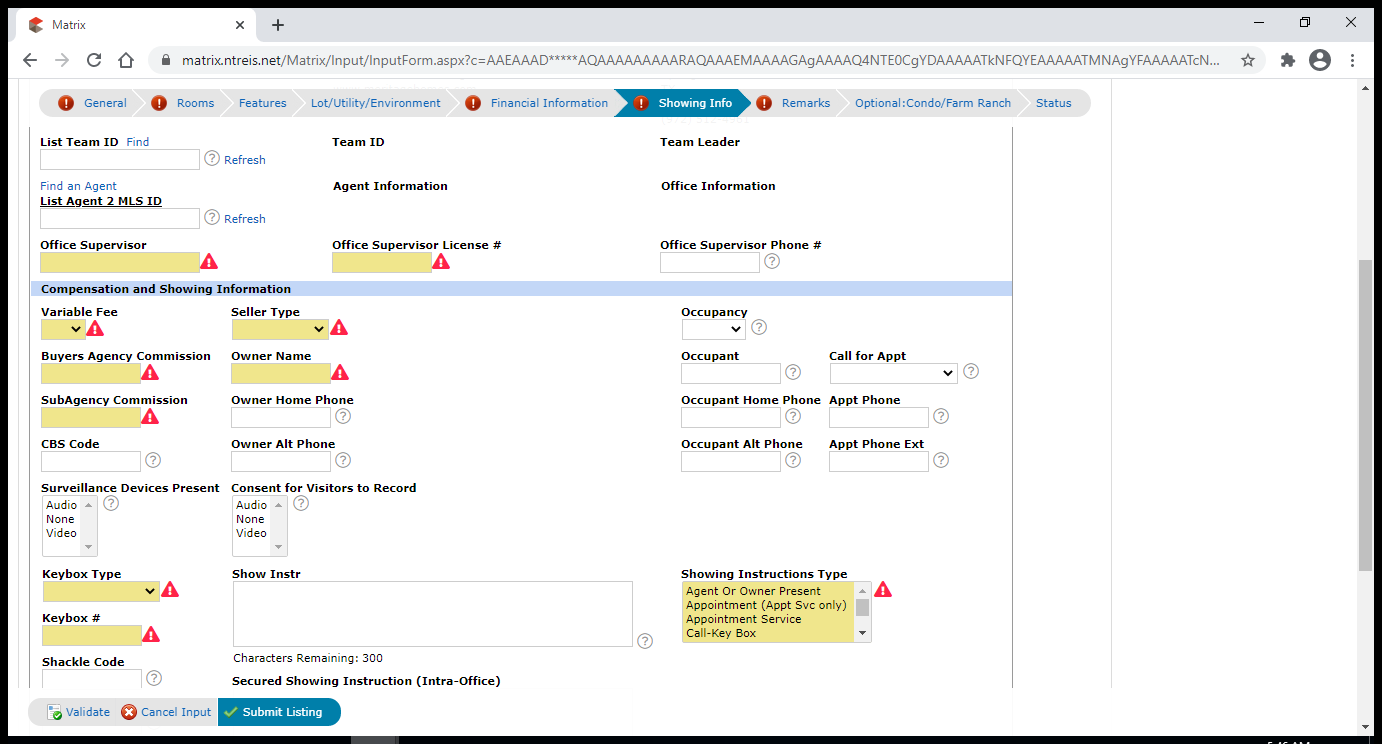 Matrix
matrix.ntreis.net/Matrix/Input/InputForm.aspx?c=AAEAAAD*****AQAAAAAAAAARAQAAAEMAAAAGAgAAAAQ4NTE0CgYDAAAAATkNFQYEAAAAATMNAgYFAAAAATcN...
General Rooms Features Lot/Utility/Environment Financial Information Showing Info Remarks Optional:Condo/Farm Ranch Status
List Team ID Find Team ID Team Leader
Refresh
Find an Agent Agent Information Office Information
List Agent 2 MLS ID
Refresh
Office Supervisor Office Supervisor License # Office Supervisor Phone #
Compensation and Showing Information
Variable Fee Seller Type Occupancy
Buyers Agency Commission Owner Name Occupant Call for Appt
SubAgency Commission Owner Home Phone Occupant Home Phone Appt Phone
CBS Code Owner Alt Phone Occupant Alt Phone Appt Phone Ext
Surveillance Devices Present Consent for Visitors to Record
Audio Audio
None None
Video Video
Keybox Type Show Instr Showing Instructions Type
Agent Or Owner Present
Appointment (Appt Svc only)
Appointment Service
Call-Key Box
Keybox #
Shackle Code Characters Remaining: 300
Secured Showing Instruction (Intra-Office)
Validate Cancel Input Submit Listing